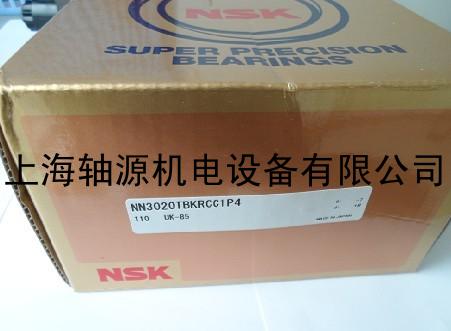 NSK
SUPER PRECISION
BEARINGS
上海轴源机电设备有限公司
NN3020TBKRCC1P4
110 UK-85
MADE IN JAPAN
NSK